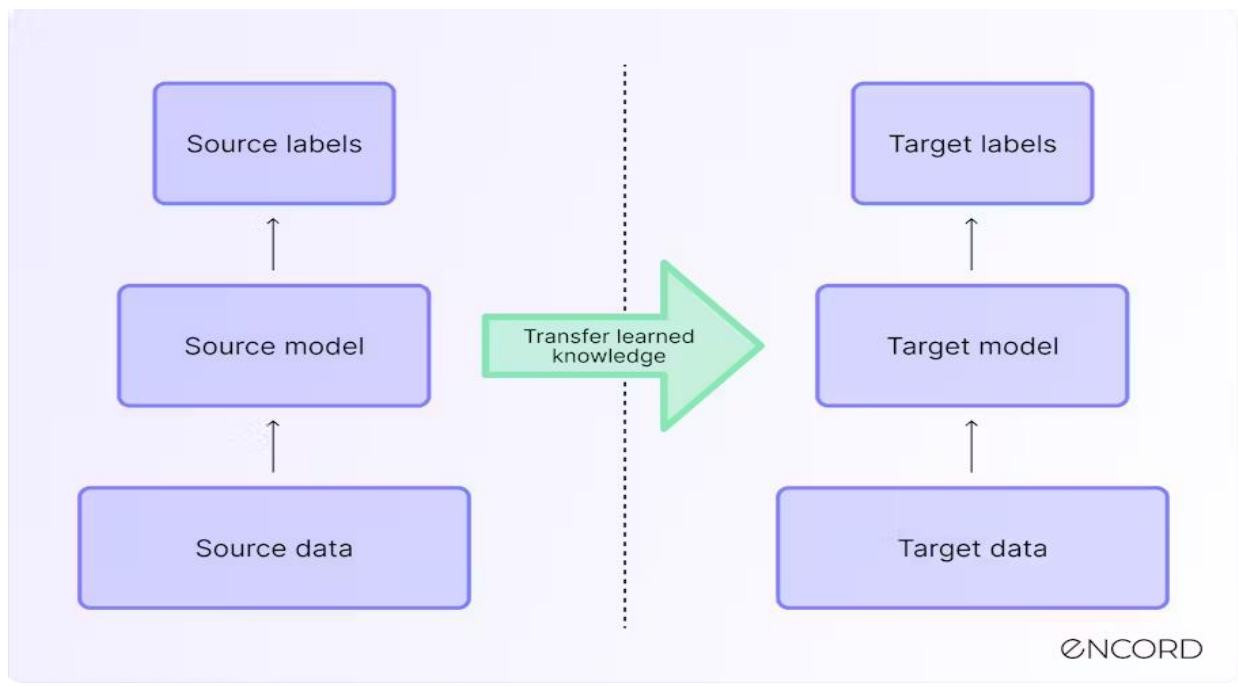 Source labels
Target labels
Source model
Transfer learned
knowledge
Target model
Source data
Target data
ENCORD